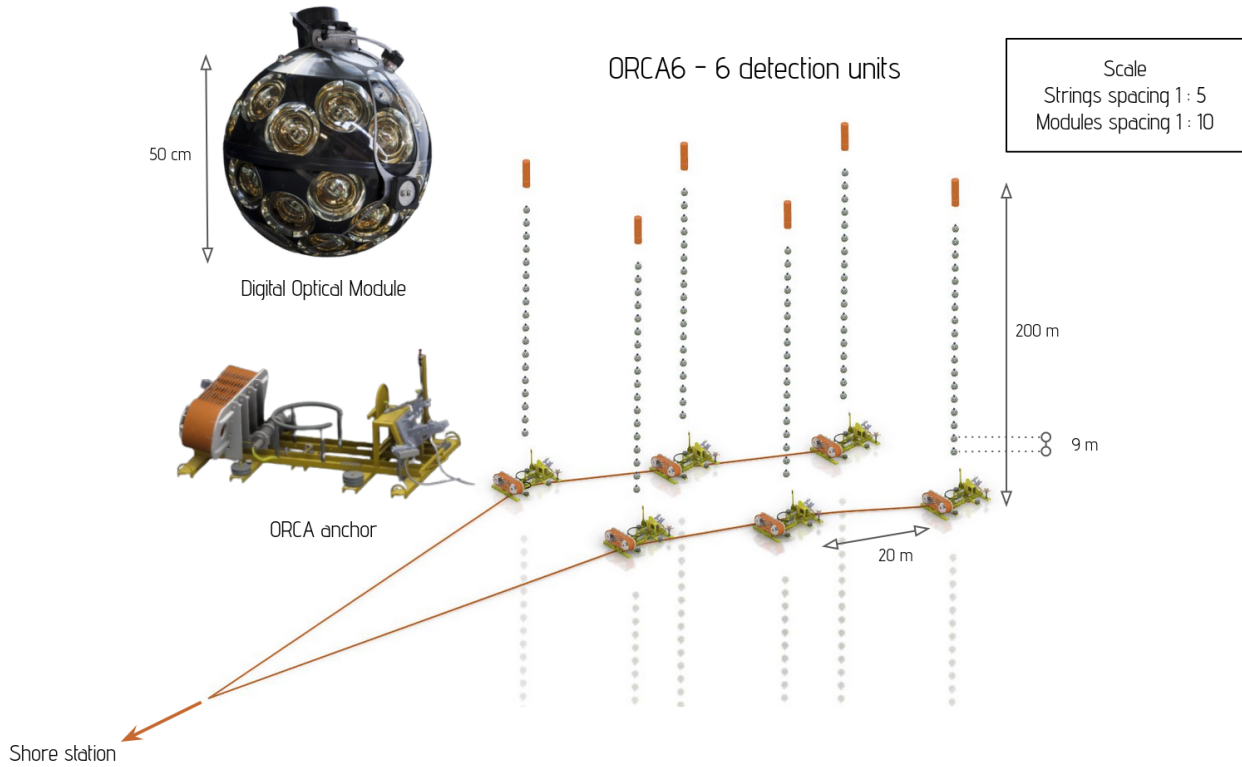 ORCA6 - 6 detection units
Scale
Strings spacing 1 : 5
Modules spacing 1 : 10
50 cm
Digital Optical Module
200 m
9 m
ORCA anchor
20 m
Shore station